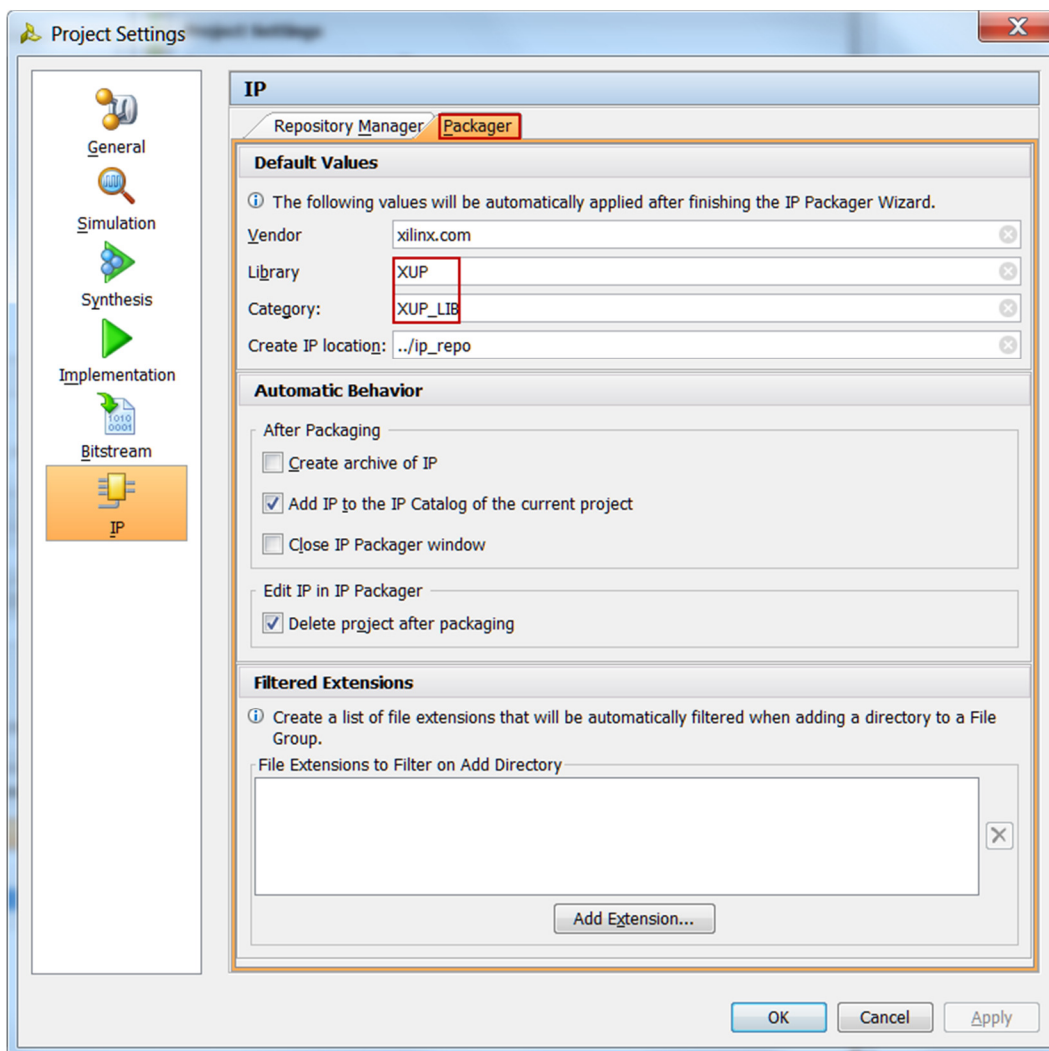 Project Settings
General
Simulation
Synthesis
Implementation
1010
0001
Bitstream
IP
IP
Repository Manager
Packager
Default Values
The following values will be automatically applied after finishing the IP Packager Wizard.
Vendor
xilinx.com
Library
XUP
Category:
XUP_LIB
Create IP location:
../ip_repo
Automatic Behavior
After Packaging
Create archive of IP
Add IP to the IP Catalog of the current project
Close IP Packager window
Edit IP in IP Packager
Delete project after packaging
Filtered Extensions
Create a list of file extensions that will be automatically filtered when adding a directory to a File
Group.
File Extensions to Filter on Add Directory
Add Extension...
OK
Cancel
Apply